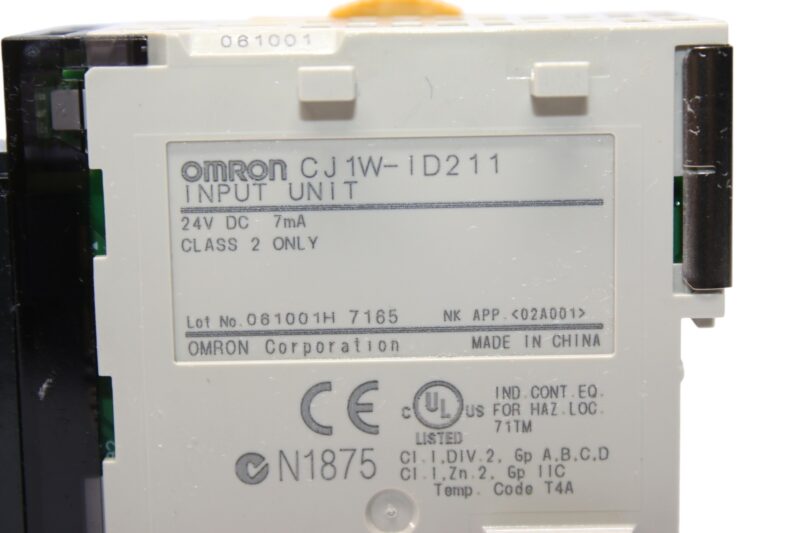 061001
OMRON CJ1W-ID211
INPUT UNIT
24V DC 7mA
CLASS 2 ONLY
Lot No. 061001H 7165 NK APP.<02A001>
OMRON Corporation MADE IN CHINA
CE
C UL US
LISTED
IND.CONT.EQ.
FOR HAZ.LOC.
71TM
N1875
Cl.I,DIV.2, Gp A,B,C,D
Cl.I,Zn.2, Gp IIC
Temp. Code T4A